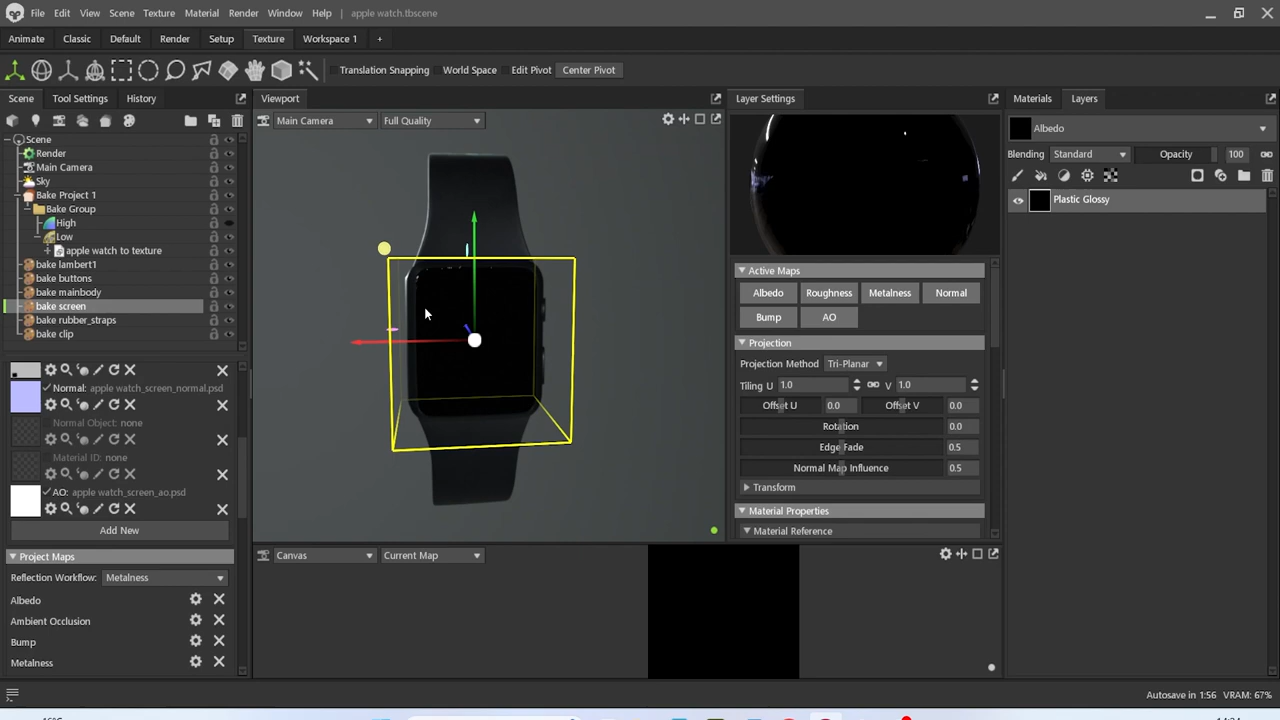 File Edit View Scene Texture Material Render Window Help apple watch.tbscene
Animate Classic Default Render Setup Texture Workspace 1 +
Translation Snapping World Space Edit Pivot Center Pivot
Scene Tool Settings History
Viewport
Layer Settings
Materials Layers
Main Camera Full Quality
Albedo
Scene
Render
Main Camera
Sky
Bake Project 1
Bake Group
High
Low
apple watch to texture
bake lambert1
bake buttons
bake mainbody
bake screen
bake rubber_straps
bake clip
Blending Standard Opacity 100
Plastic Glossy
Active Maps
Albedo Roughness Metalness Normal
Bump AO
Projection
Projection Method Tri-Planar
Tiling U 1.0 V 1.0
Offset U 0.0 Offset V 0.0
Rotation 0.0
Edge Fade 0.5
Normal Map Influence 0.5
Transform
Material Properties
Material Reference
Normal: apple watch_screen_normal.psd
Normal Object: none
Material ID: none
AO: apple watch_screen_ao.psd
Add New
Project Maps
Reflection Workflow: Metalness
Albedo
Ambient Occlusion
Bump
Metalness
Canvas Current Map
Autosave in 1:56 VRAM: 67%